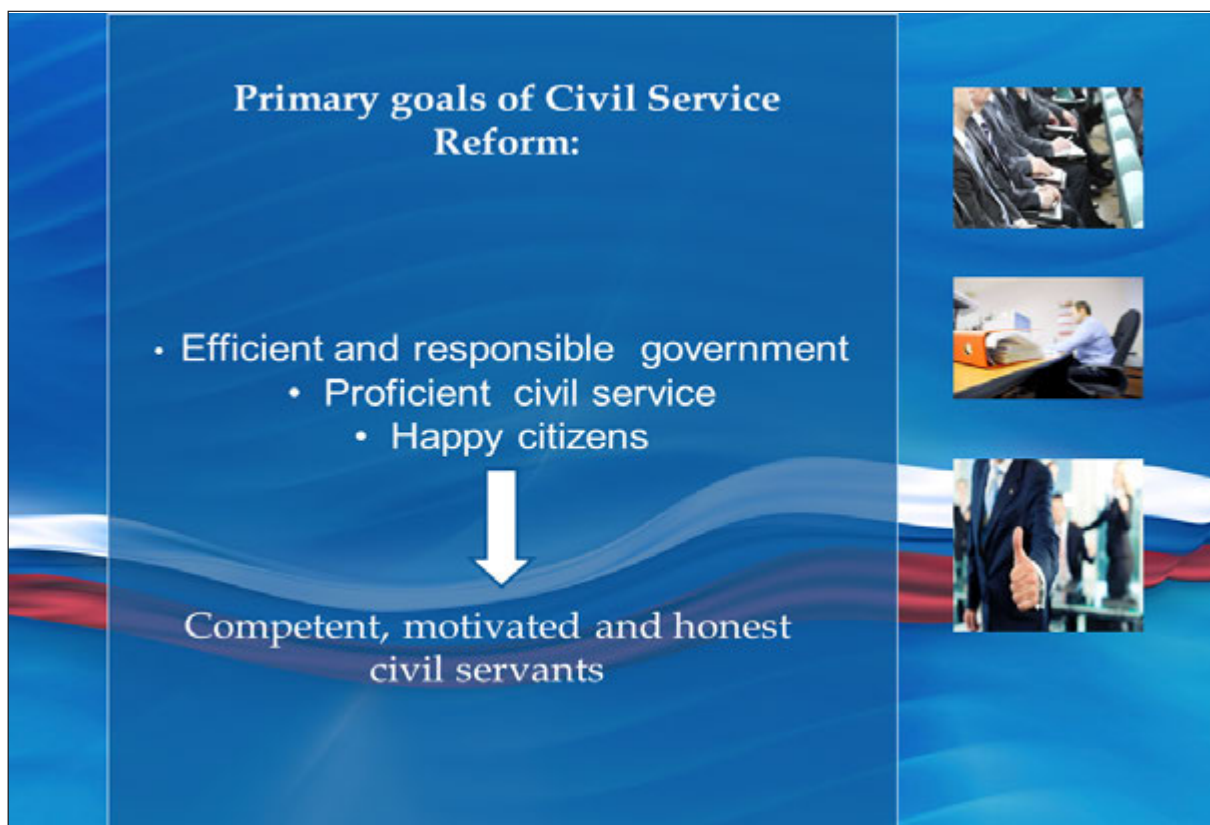 Primary goals of Civil Service
Reform:
• Efficient and responsible government
• Proficient civil service
• Happy citizens
Competent, motivated and honest
civil servants